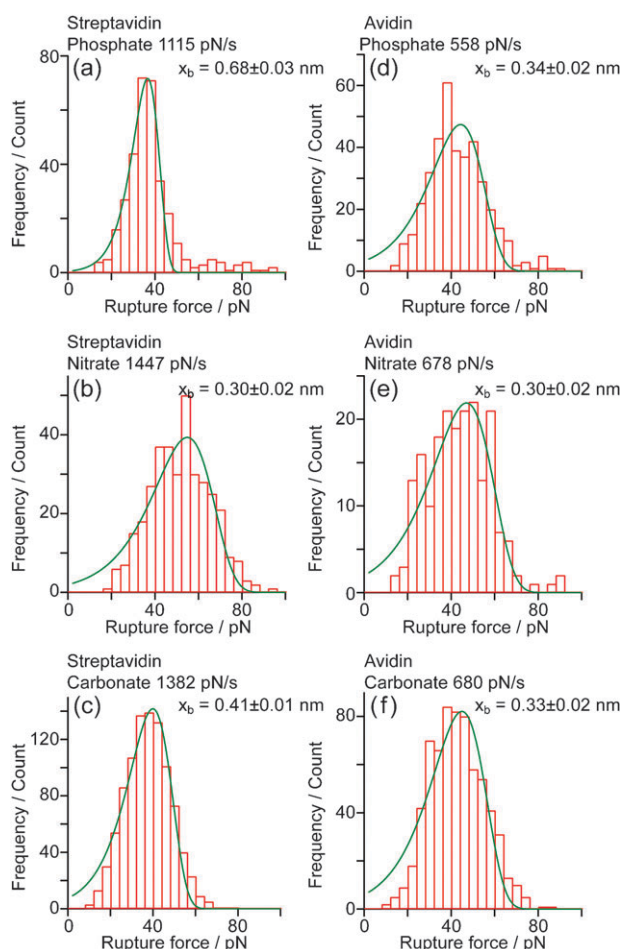 Streptavidin
Phosphate 1115 pN/s
(a)
x_b = 0.68±0.03 nm
80
40
0
Frequency / Count
0 40 80
Rupture force / pN
Avidin
Phosphate 558 pN/s
(d)
x_b = 0.34±0.02 nm
60
40
20
0
Frequency / Count
0 40 80
Rupture force / pN
Streptavidin
Nitrate 1447 pN/s
(b)
x_b = 0.30±0.02 nm
40
20
0
Frequency / Count
0 40 80
Rupture force / pN
Avidin
Nitrate 678 pN/s
(e)
x_b = 0.30±0.02 nm
20
10
0
Frequency / Count
0 40 80
Rupture force / pN
Streptavidin
Carbonate 1382 pN/s
(c)
x_b = 0.41±0.01 nm
120
80
40
0
Frequency / Count
0 40 80
Rupture force / pN
Avidin
Carbonate 680 pN/s
(f)
x_b = 0.33±0.02 nm
80
40
0
Frequency / Count
0 40 80
Rupture force / pN